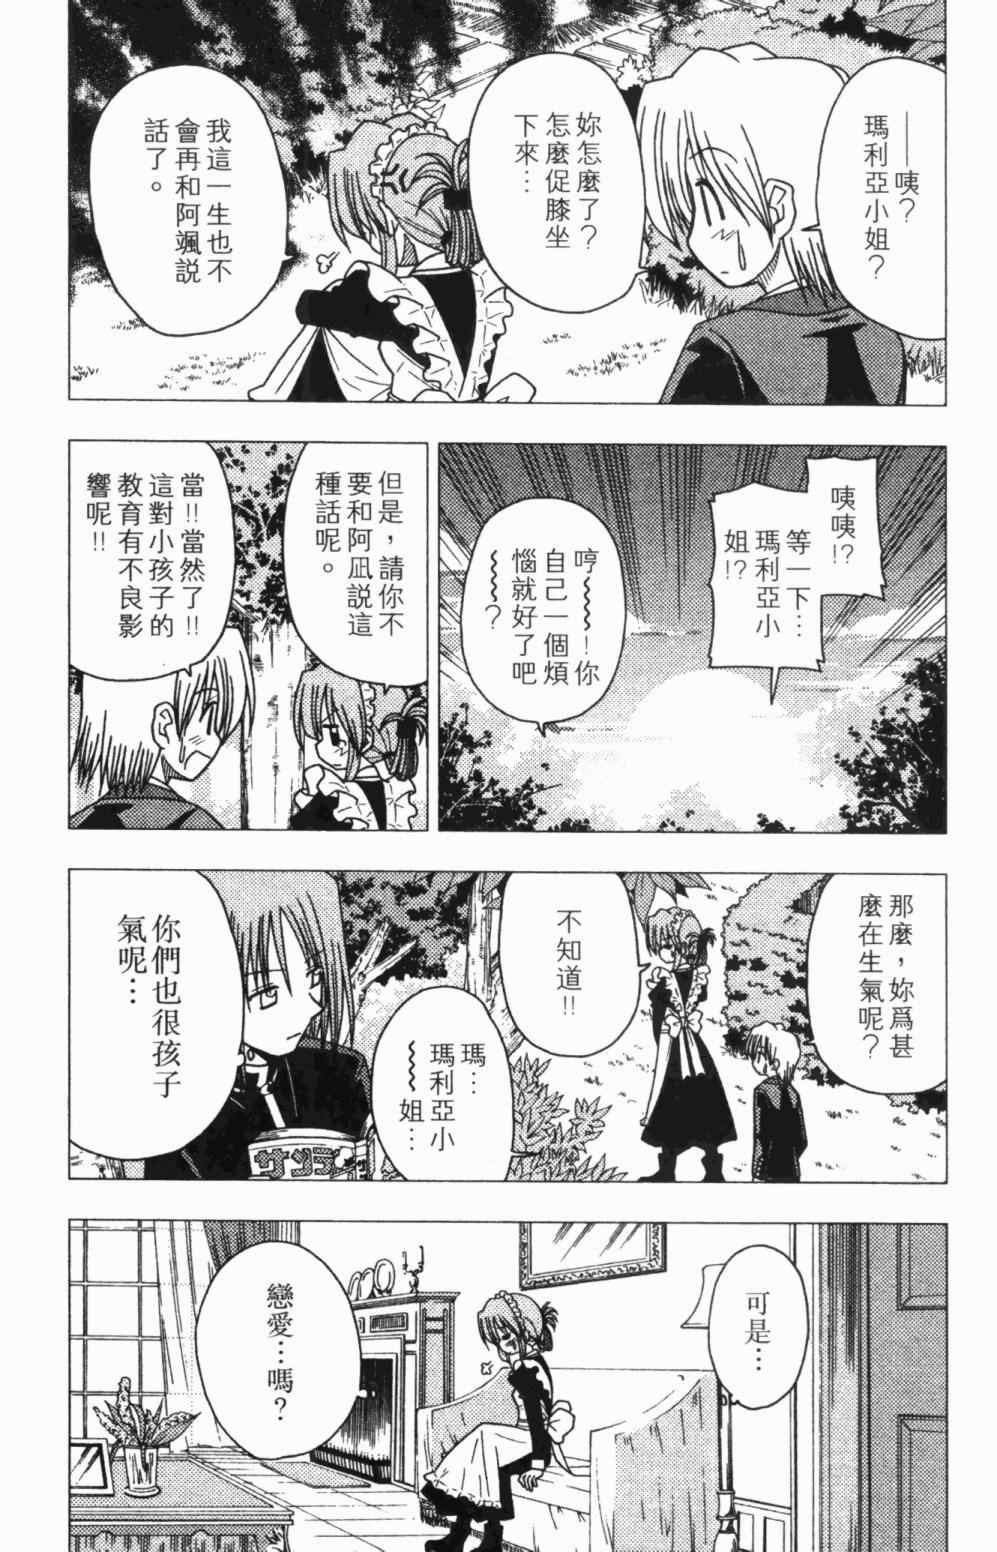 ——咦？
瑪利亞小
姐？
妳怎麼了？
怎麼促膝坐
下來…
我這一生也不
會再和阿颯說
話了。
咦咦!?
等一下…
瑪利亞小
姐!?
哼～～～！你
自己一個煩
惱就好了吧
～～～？
但是，請你不
要和阿凪說這
種話呢。
當!!當然了!!
這對小孩子的
教育有不良影
響呢!!
那麼，妳爲甚
麼在生氣呢？
不知道!!
瑪…
瑪利亞小
～～姐…
你們也很孩子
氣呢…
サンデー
可是…
戀愛…嗎？